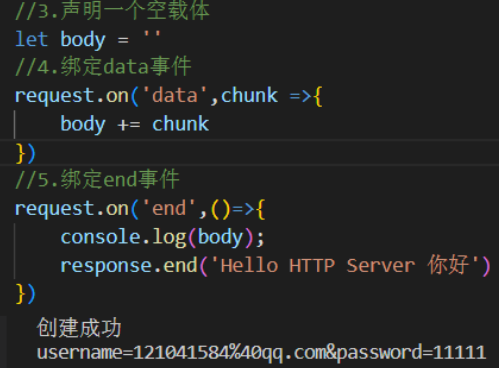 //3.声明一个空载体
let body = ''
//4.绑定data事件
request.on('data',chunk =>{
    body += chunk
})
//5.绑定end事件
request.on('end',()=>{
    console.log(body);
    response.end('Hello HTTP Server 你好')
})
创建成功
username=121041584%40qq.com&password=11111